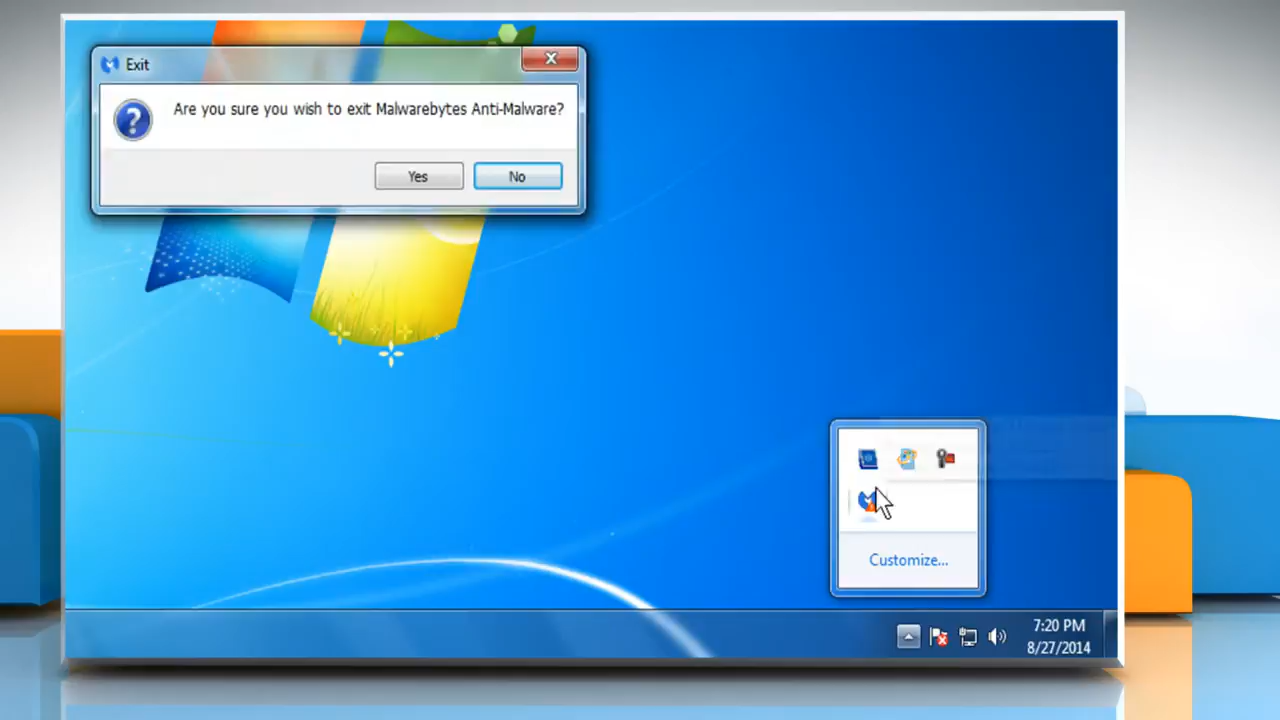 Exit
Are you sure you wish to exit Malwarebytes Anti-Malware?
Yes
No
Customize...
7:20 PM
8/27/2014